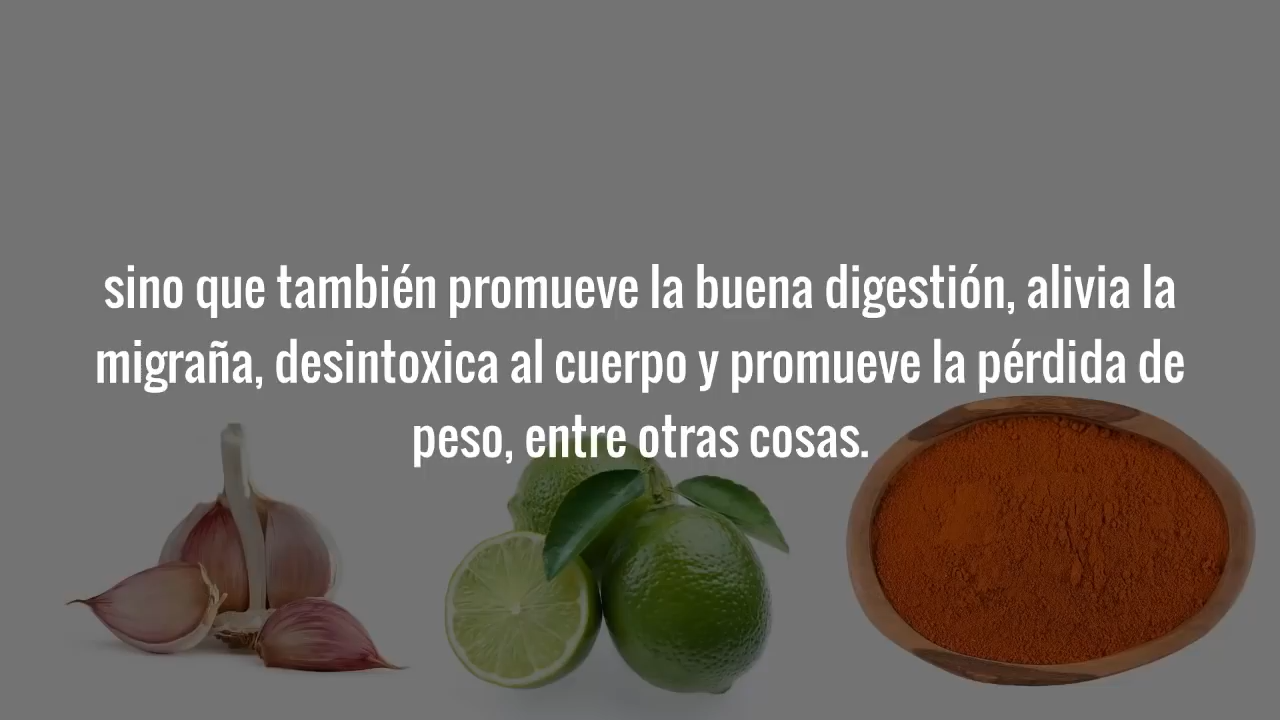 sino que también promueve la buena digestión, alivia la
migraña, desintoxica al cuerpo y promueve la pérdida de
peso, entre otras cosas.